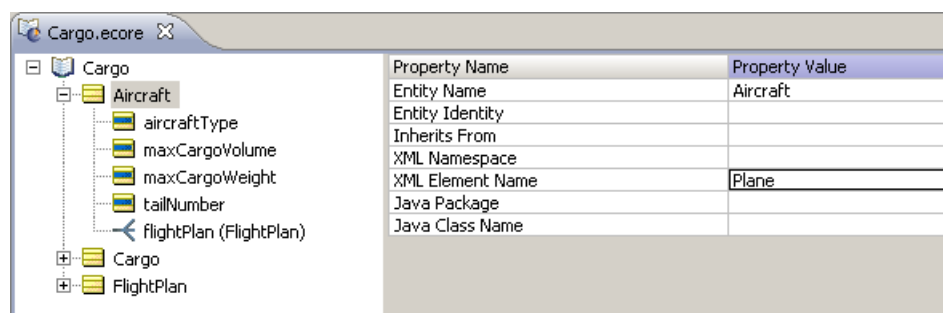 Cargo.ecore
Cargo
Aircraft
aircraftType
maxCargoVolume
maxCargoWeight
tailNumber
flightPlan (FlightPlan)
Cargo
FlightPlan
Property Name Property Value
Entity Name Aircraft
Entity Identity
Inherits From
XML Namespace
XML Element Name Plane
Java Package
Java Class Name